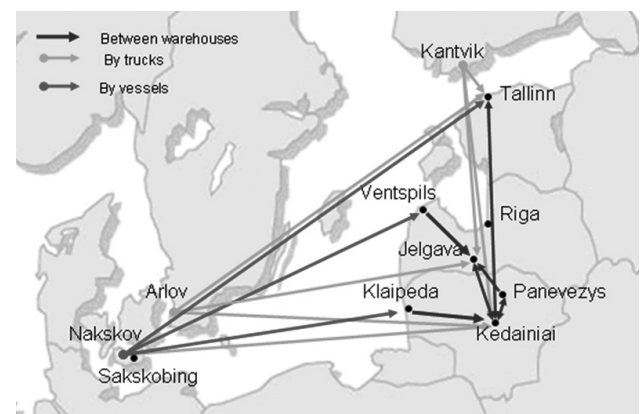 Between warehouses
By trucks
By vessels
Kantvik
Tallinn
Ventspils
Riga
Jelgava
Arlov
Klaipeda
Panevezys
Nakskov
Kedainiai
Sakskobing